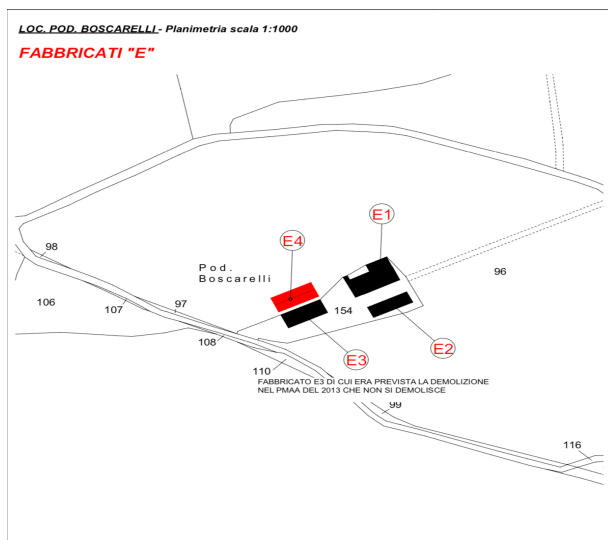 LOC. POD. BOSCARELLI - Planimetria scala 1:1000
FABBRICATI "E"
E1
E4
98
Pod.
Boscarelli
96
106
107
97
154
108
E3
E2
110
FABBRICATO E3 DI CUI ERA PREVISTA LA DEMOLIZIONE
NEL PMAA DEL 2013 CHE NON SI DEMOLISCE
99
116